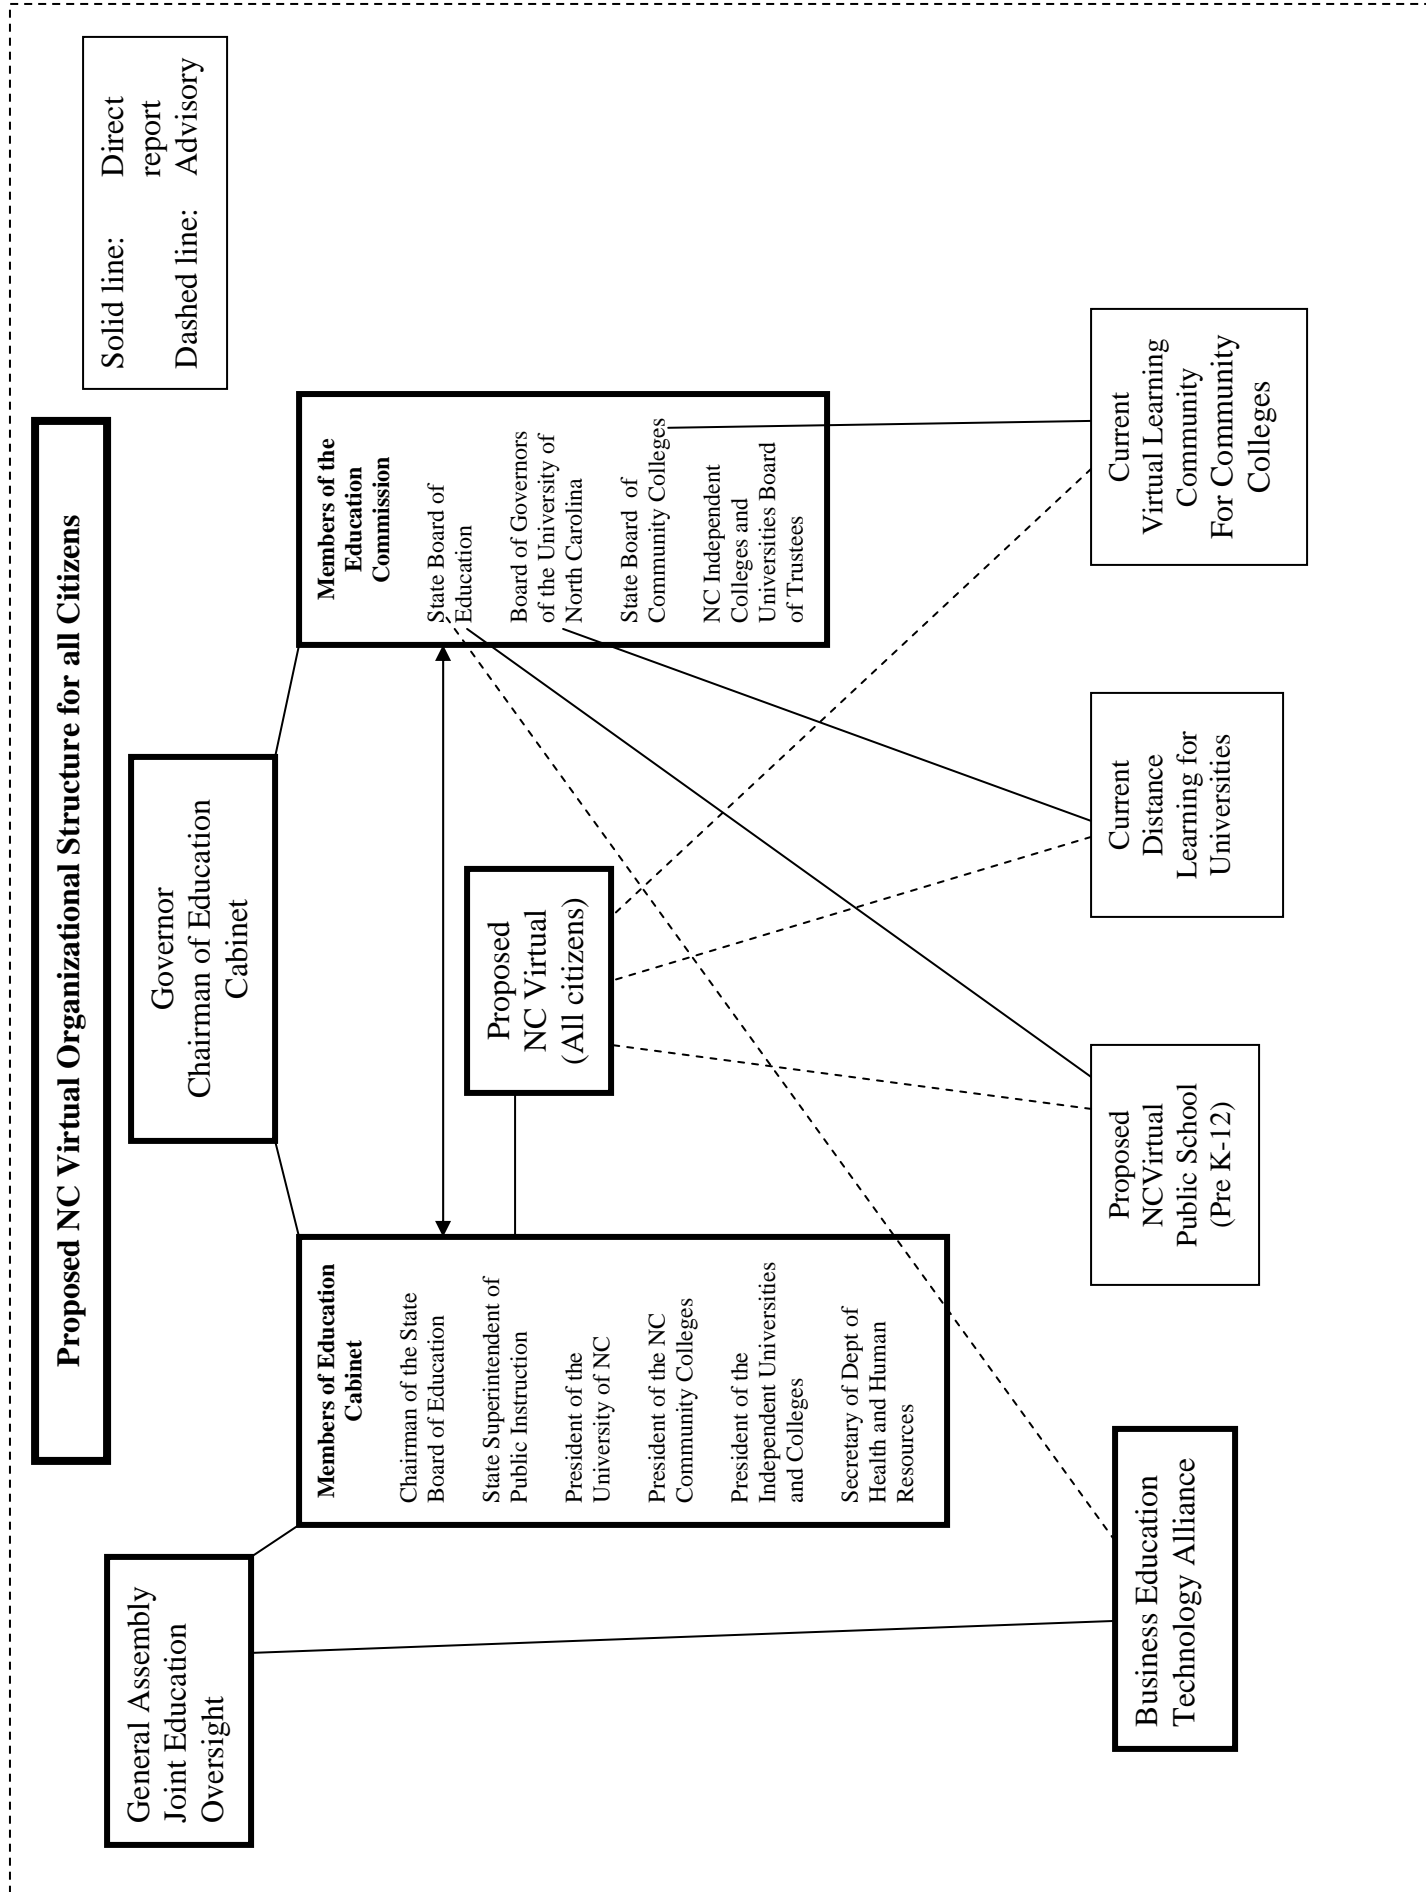 Proposed NC Virtual Organizational Structure for all Citizens
Solid line: Direct
report
Dashed line: Advisory
General Assembly
Joint Education
Oversight
Governor
Chairman of Education
Cabinet
Members of Education
Cabinet
Chairman of the State
Board of Education
State Superintendent of
Public Instruction
President of the
University of NC
President of the NC
Community Colleges
President of the
Independent Universities
and Colleges
Secretary of Dept of
Health and Human
Resources
Proposed
NC Virtual
(All citizens)
Members of the
Education
Commission
State Board of
Education
Board of Governors
of the University of
North Carolina
State Board of
Community Colleges
NC Independent
Colleges and
Universities Board
of Trustees
Business Education
Technology Alliance
Proposed
NCVirtual
Public School
(Pre K-12)
Current
Distance
Learning for
Universities
Current
Virtual Learning
Community
For Community
Colleges